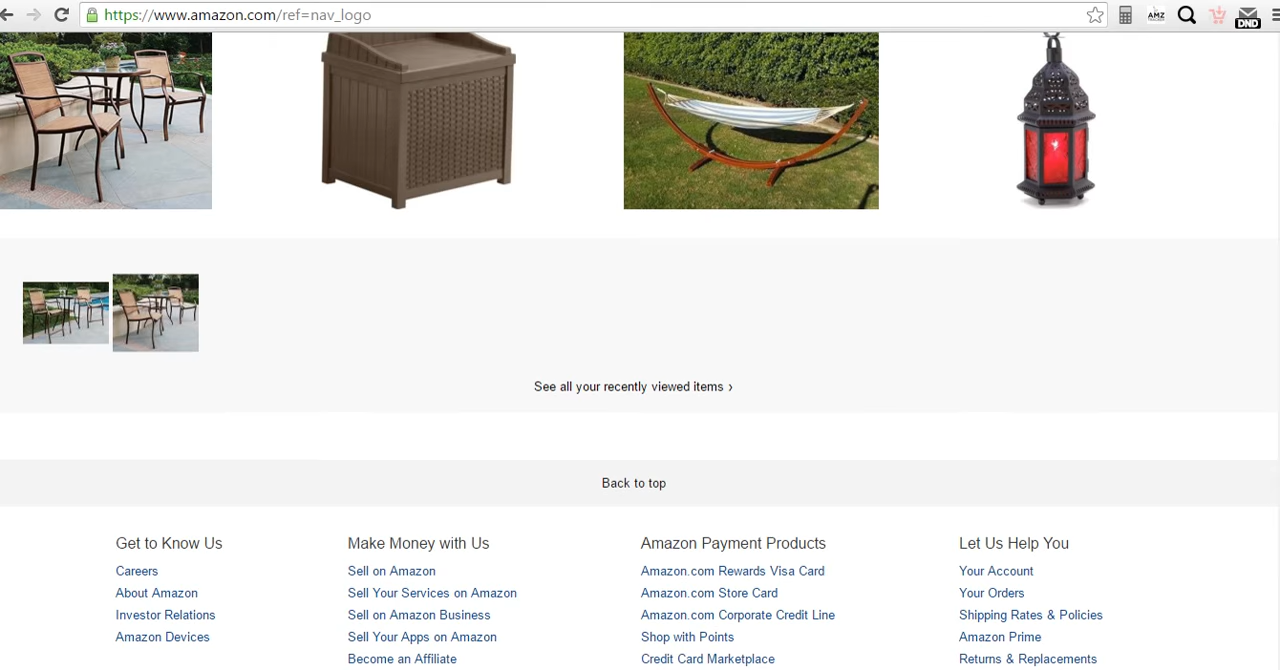 https://www.amazon.com/ref=nav_logo
AMZ
DND
See all your recently viewed items ›
Back to top
Get to Know Us
Careers
About Amazon
Investor Relations
Amazon Devices
Make Money with Us
Sell on Amazon
Sell Your Services on Amazon
Sell on Amazon Business
Sell Your Apps on Amazon
Become an Affiliate
Amazon Payment Products
Amazon.com Rewards Visa Card
Amazon.com Store Card
Amazon.com Corporate Credit Line
Shop with Points
Credit Card Marketplace
Let Us Help You
Your Account
Your Orders
Shipping Rates & Policies
Amazon Prime
Returns & Replacements